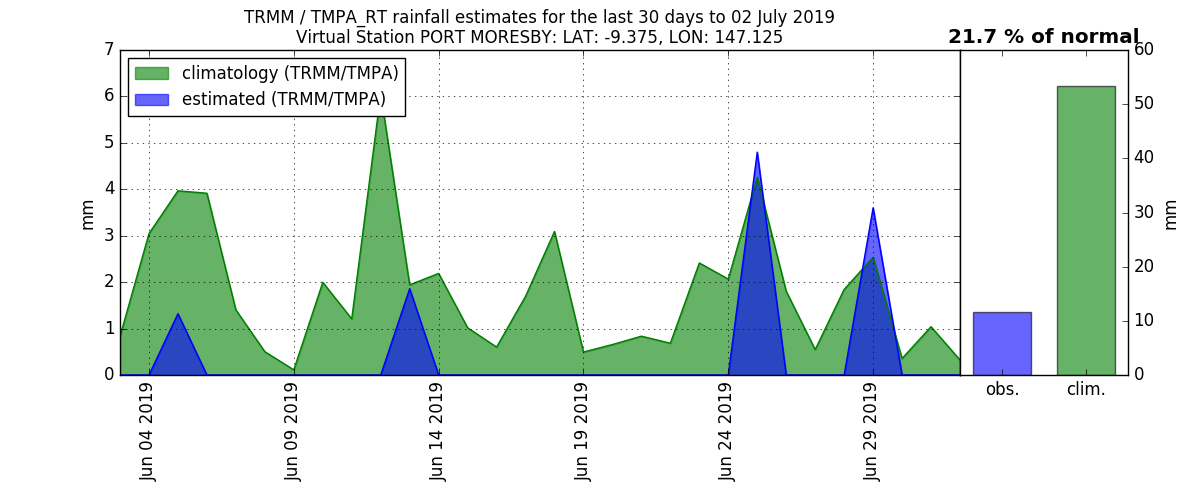 TRMM / TMPA_RT rainfall estimates for the last 30 days to 02 July 2019
Virtual Station PORT MORESBY: LAT: -9.375, LON: 147.125
21.7 % of normal
climatology (TRMM/TMPA)
estimated (TRMM/TMPA)
7
6
5
4
3
2
1
0
mm
Jun 04 2019
Jun 09 2019
Jun 14 2019
Jun 19 2019
Jun 24 2019
Jun 29 2019
60
50
40
30
20
10
0
mm
obs.
clim.